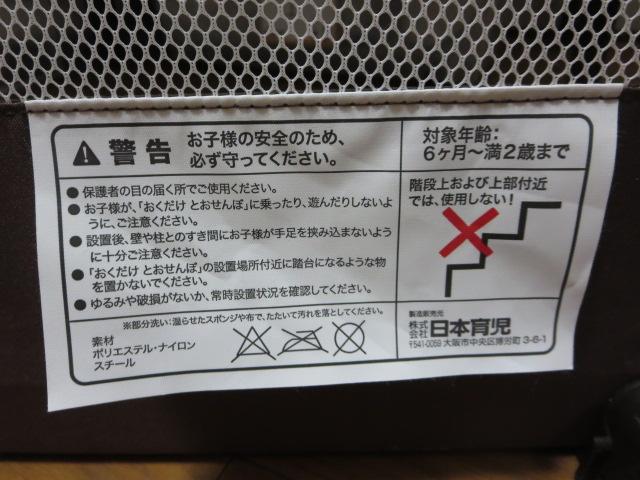 警告
お子様の安全のため、
必ず守ってください。
● 保護者の目の届く所でご使用ください。
● お子様が、「おくだけ とおせんぼ」に乗ったり、遊んだりしないよ
うに、ご注意ください。
● 設置後、壁や柱とのすき間にお子様が手足を挟み込まないよう
に十分ご注意ください。
● 「おくだけ とおせんぼ」の設置場所付近に踏台になるような物
を置かないでください。
● ゆるみや破損がないか、常時設置状況を確認してください。
※部分洗い：湿らせたスポンジや布で、たたいて汚れを落としてください。
素材
ポリエステル・ナイロン
スチール
対象年齢：
6ヶ月〜満2歳まで
階段上および上部付近
では、使用しない！
製造販売元
株式会社 日本育児
〒541-0059 大阪市中央区博労町 3-6-1